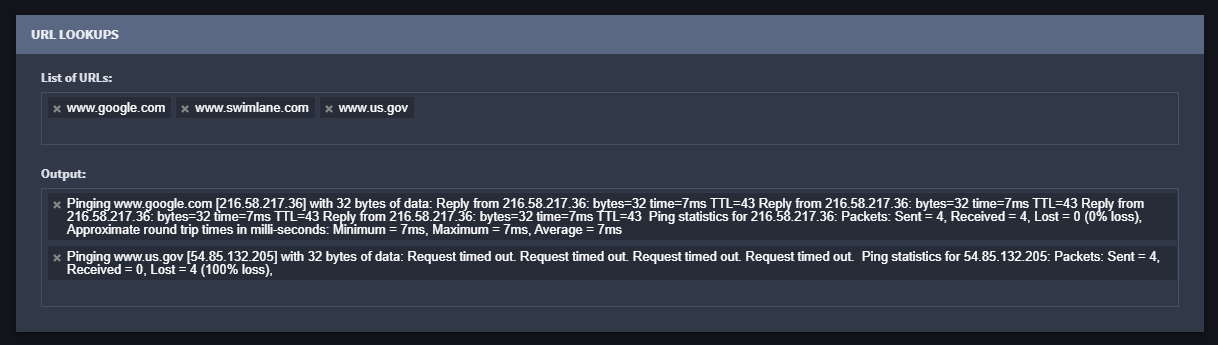 URL LOOKUPS
List of URLs:
× www.google.com × www.swimlane.com × www.us.gov
Output:
× Pinging www.google.com [216.58.217.36] with 32 bytes of data: Reply from 216.58.217.36: bytes=32 time=7ms TTL=43 Reply from 216.58.217.36: bytes=32 time=7ms TTL=43 Reply from
216.58.217.36: bytes=32 time=7ms TTL=43 Reply from 216.58.217.36: bytes=32 time=7ms TTL=43  Ping statistics for 216.58.217.36: Packets: Sent = 4, Received = 4, Lost = 0 (0% loss),
Approximate round trip times in milli-seconds: Minimum = 7ms, Maximum = 7ms, Average = 7ms
× Pinging www.us.gov [54.85.132.205] with 32 bytes of data: Request timed out. Request timed out. Request timed out. Request timed out.  Ping statistics for 54.85.132.205: Packets: Sent = 4,
Received = 0, Lost = 4 (100% loss),